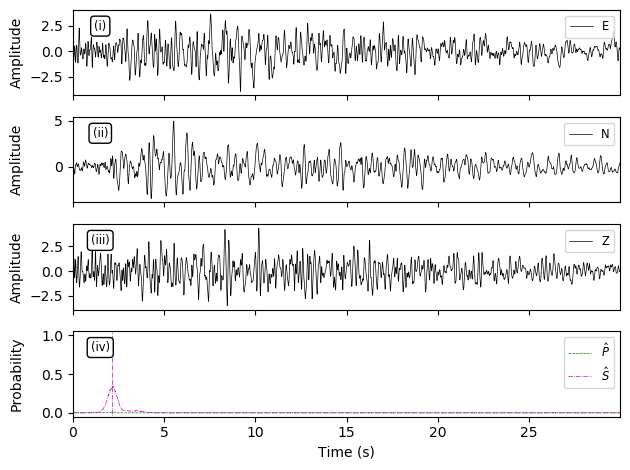 Amplitude
2.5
0.0
−2.5
(i)
E
Amplitude
5
0
(ii)
N
Amplitude
2.5
0.0
−2.5
(iii)
Z
Probability
1.0
0.5
0.0
(iv)
P̂
Ŝ
0 5 10 15 20 25
Time (s)